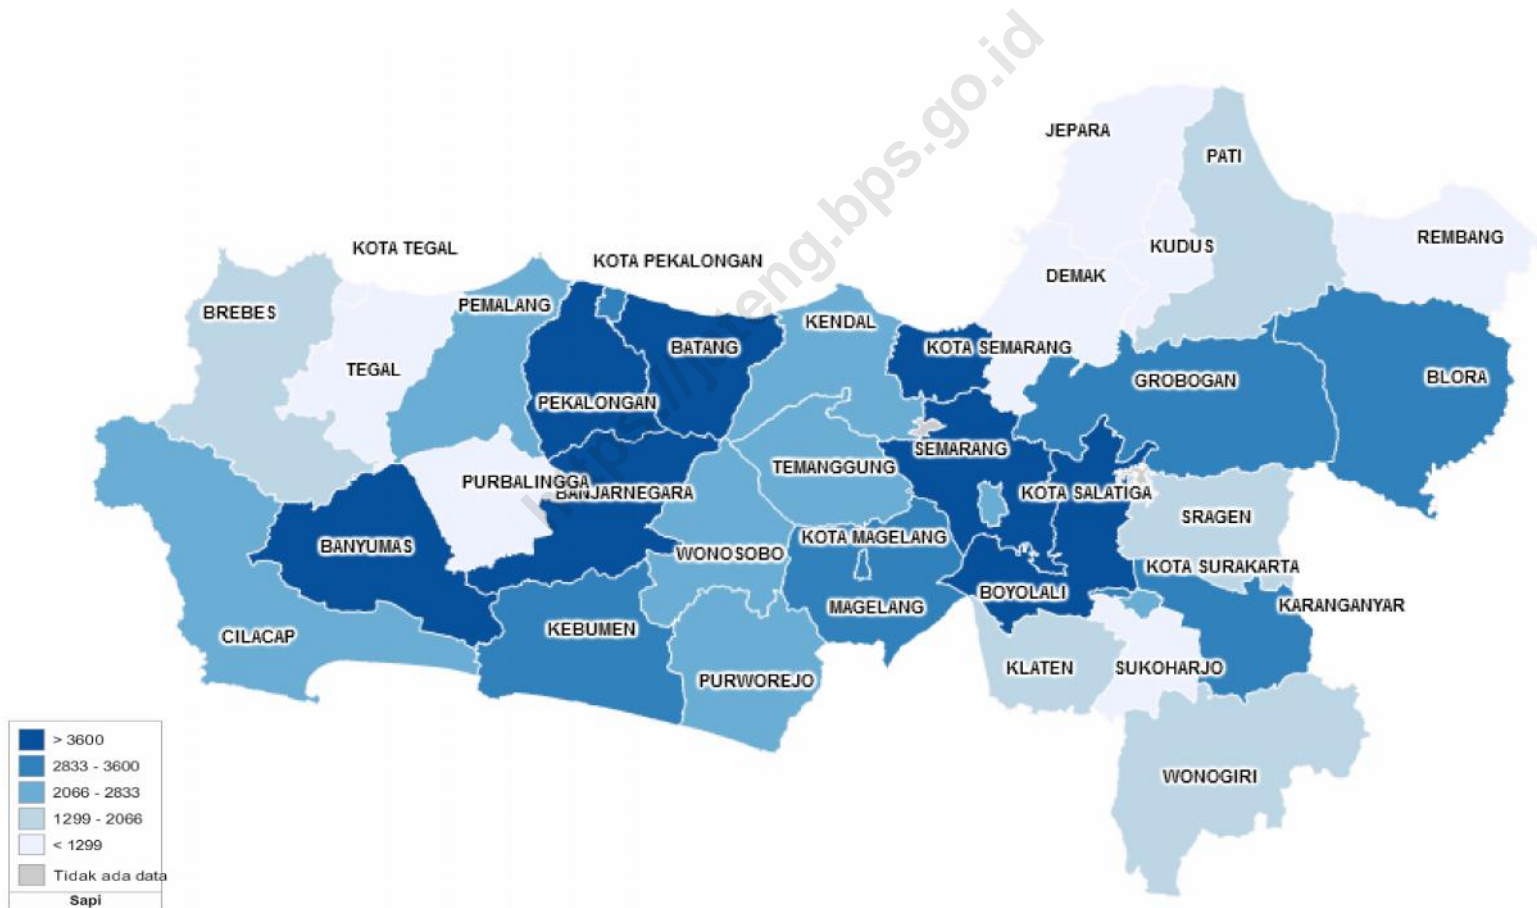 https://jateng.bps.go.id
JEPARA
PATI
KOTA TEGAL
KOTA PEKALONGAN
KUDUS
REMBANG
DEMAK
BREBES
PEMALANG
KENDAL
BATANG
KOTA SEMARANG
TEGAL
GROBOGAN
BLORA
PEKALONGAN
SEMARANG
TEMANGGUNG
PURBALINGGA
BANJARNEGARA
KOTA SALATIGA
SRAGEN
KOTA MAGELANG
BANYUMAS
WONOSOBO
KOTA SURAKARTA
BOYOLALI
MAGELANG
KARANGANYAR
KEBUMEN
CILACAP
KLATEN
SUKOHARJO
PURWOREJO
WONOGIRI
> 3600
2833 - 3600
2066 - 2833
1299 - 2066
< 1299
Tidak ada data
Sapi